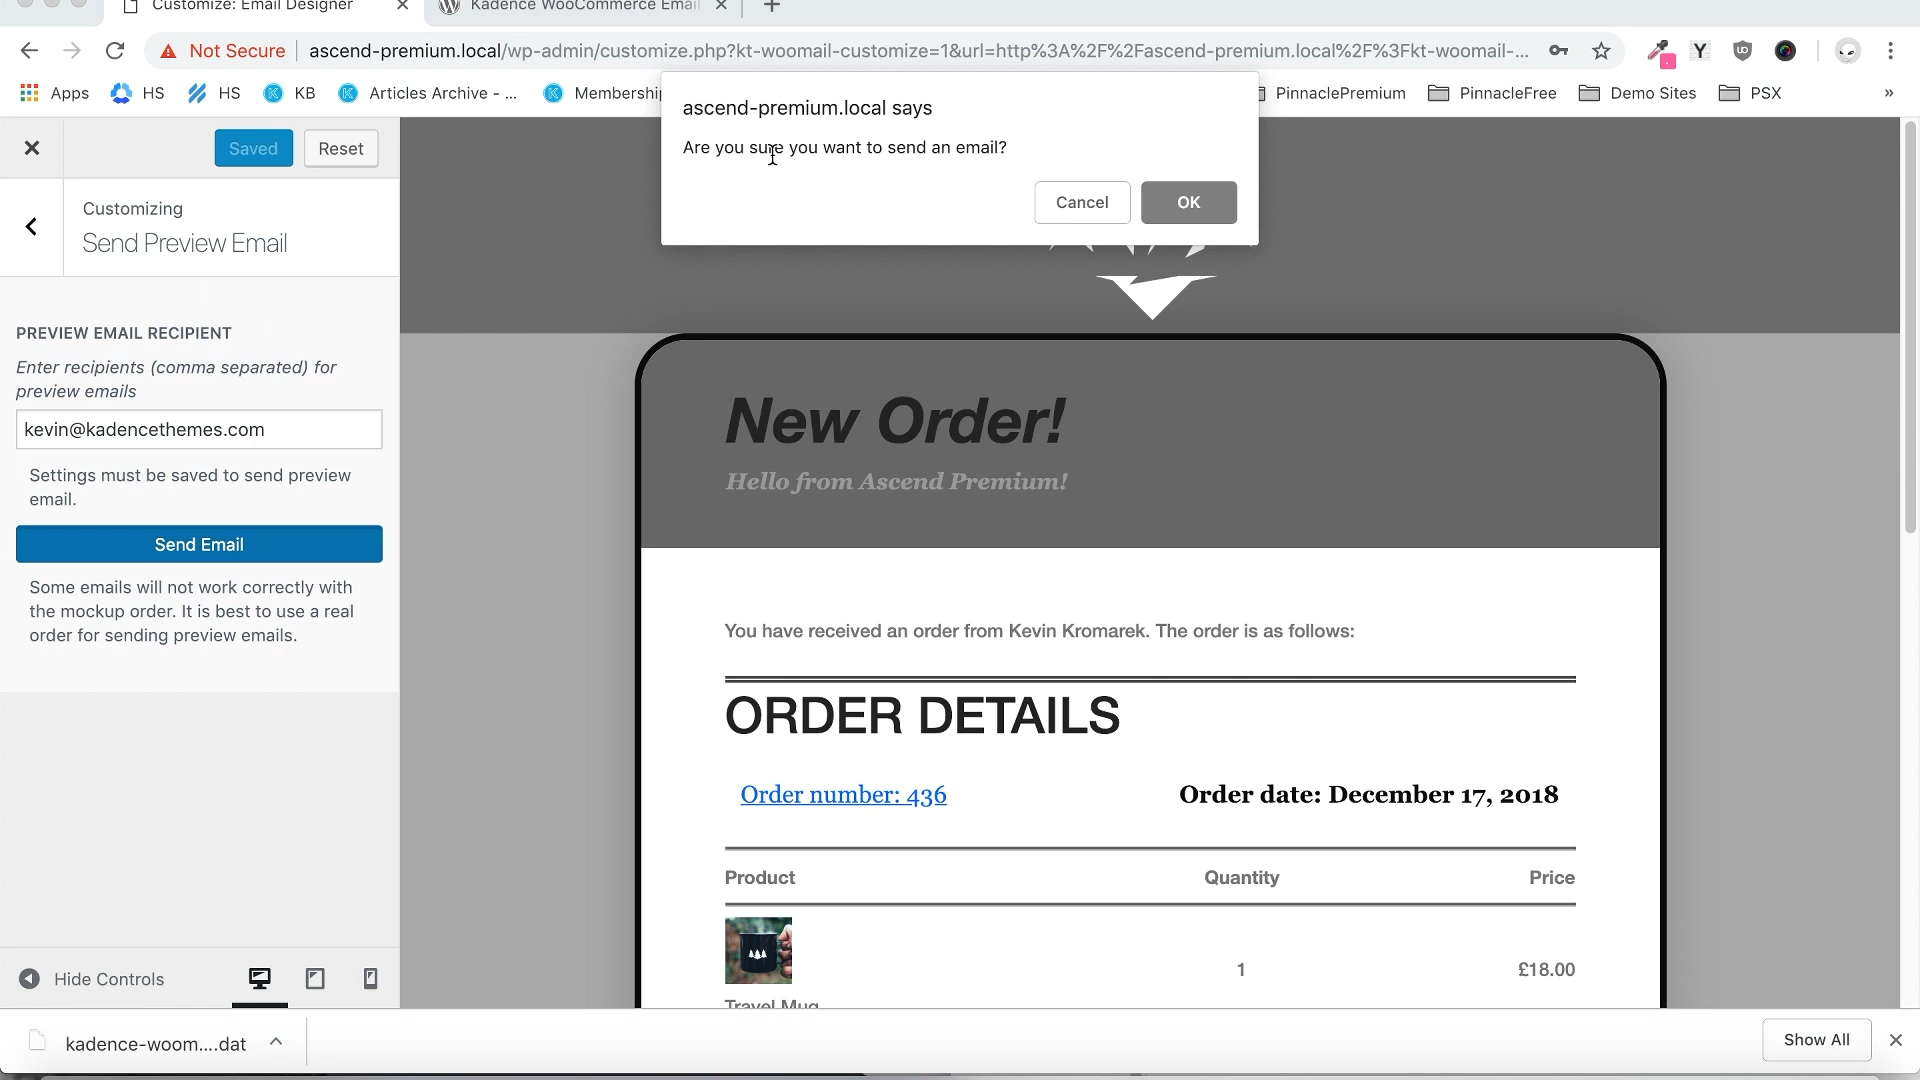 Customize: Email Designer
Kadence WooCommerce Email
Not Secure
ascend-premium.local/wp-admin/customize.php?kt-woomail-customize=1&url=http%3A%2F%2Fascend-premium.local%2F%3Fkt-woomail-...
Apps
HS
HS
KB
Articles Archive - ...
Membership
PinnaclePremium
PinnacleFree
Demo Sites
PSX
»
ascend-premium.local says
Are you sure you want to send an email?
Cancel
OK
Saved
Reset
Customizing
Send Preview Email
PREVIEW EMAIL RECIPIENT
Enter recipients (comma separated) for
preview emails
kevin@kadencethemes.com
Settings must be saved to send preview
email.
Send Email
Some emails will not work correctly with
the mockup order. It is best to use a real
order for sending preview emails.
Hide Controls
New Order!
Hello from Ascend Premium!
You have received an order from Kevin Kromarek. The order is as follows:
ORDER DETAILS
Order number: 436
Order date: December 17, 2018
Product
Quantity
Price
1
£18.00
Travel Mug
kadence-woom....dat
Show All